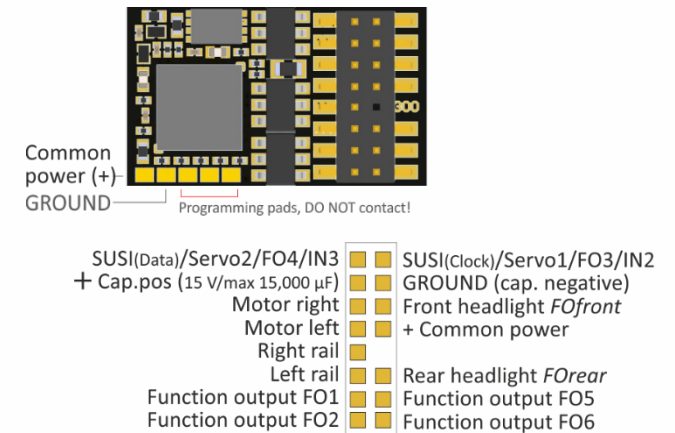 300
Common
power (+)
GROUND
Programming pads, DO NOT contact!
SUSI(Data)/Servo2/FO4/IN3
SUSI(Clock)/Servo1/FO3/IN2
+ Cap.pos (15 V/max 15,000 µF)
GROUND (cap. negative)
Motor right
Front headlight FOfront
Motor left
+ Common power
Right rail
Left rail
Rear headlight FOrear
Function output FO1
Function output FO5
Function output FO2
Function output FO6